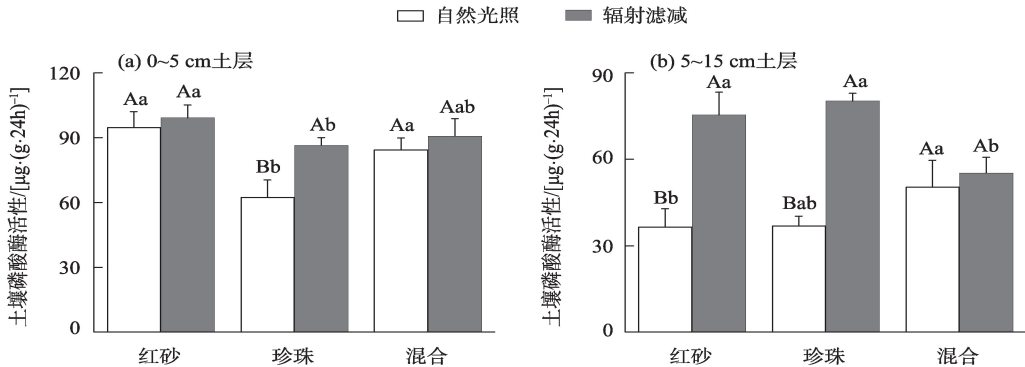 自然光照 辐射滤减
(a) 0~5 cm土层
土壤磷酸酶活性/[μg·(g·24h)⁻¹]
120
90
60
30
0
Aa Aa Bb Ab Aa Aab
红砂 珍珠 混合
(b) 5~15 cm土层
土壤磷酸酶活性/[μg·(g·24h)⁻¹]
90
60
30
0
Bb Aa Bab Aa Aa Ab
红砂 珍珠 混合